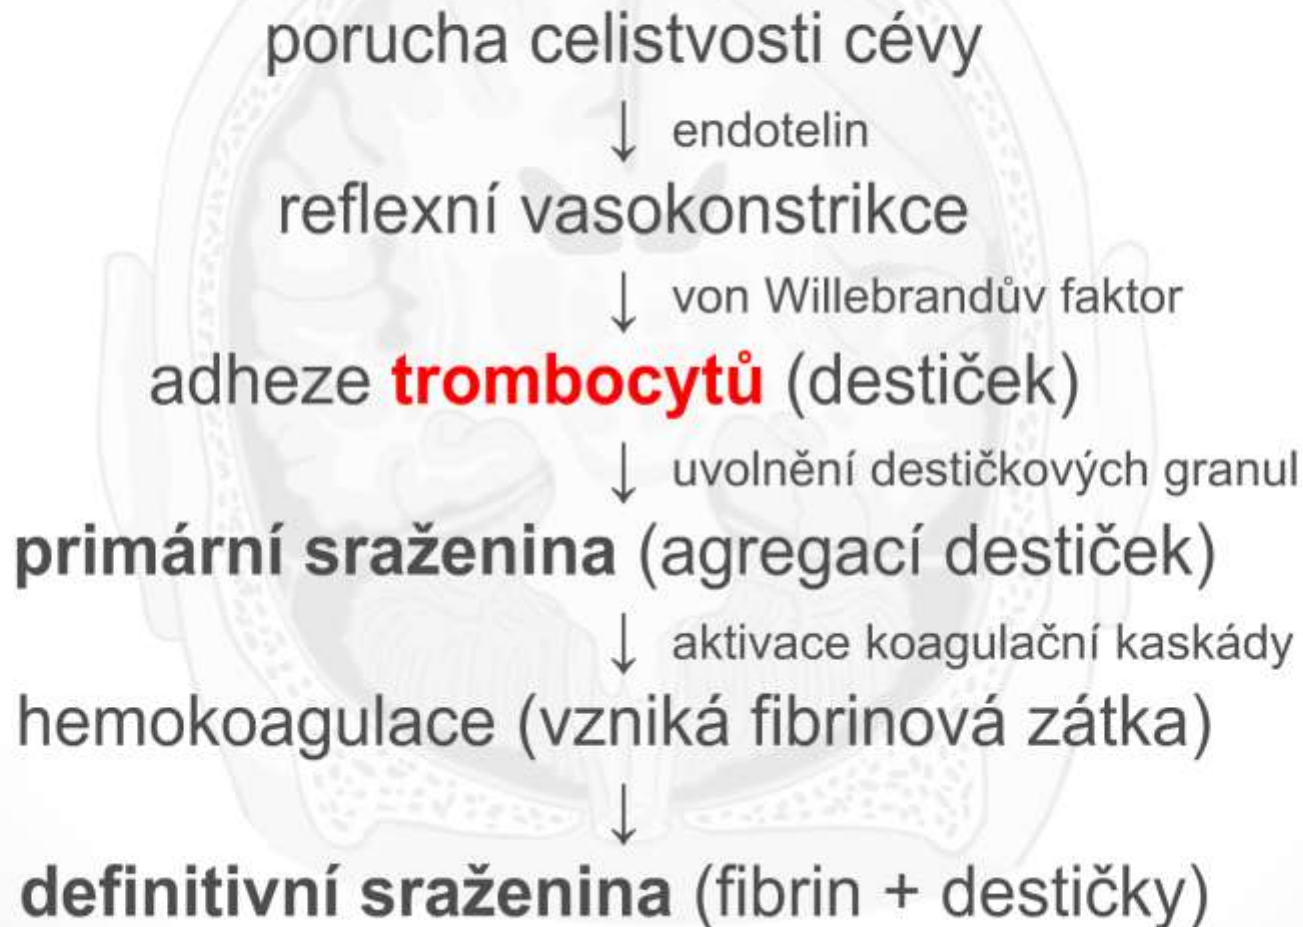 porucha celistvosti cévy
↓ endotelin
reflexní vasokonstrikce
↓ von Willebrandův faktor
adheze trombocytů (destiček)
↓ uvolnění destičkových granul
primární sraženina (agregací destiček)
↓ aktivace koagulační kaskády
hemokoagulace (vzniká fibrinová zátka)
↓
definitivní sraženina (fibrin + destičky)